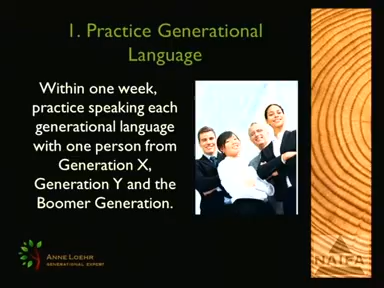 1. Practice Generational
Language
Within one week,
practice speaking each
generational language
with one person from
Generation X,
Generation Y and the
Boomer Generation.
ANNE LOEHR
GENERATIONAL EXPERT
NAIFA